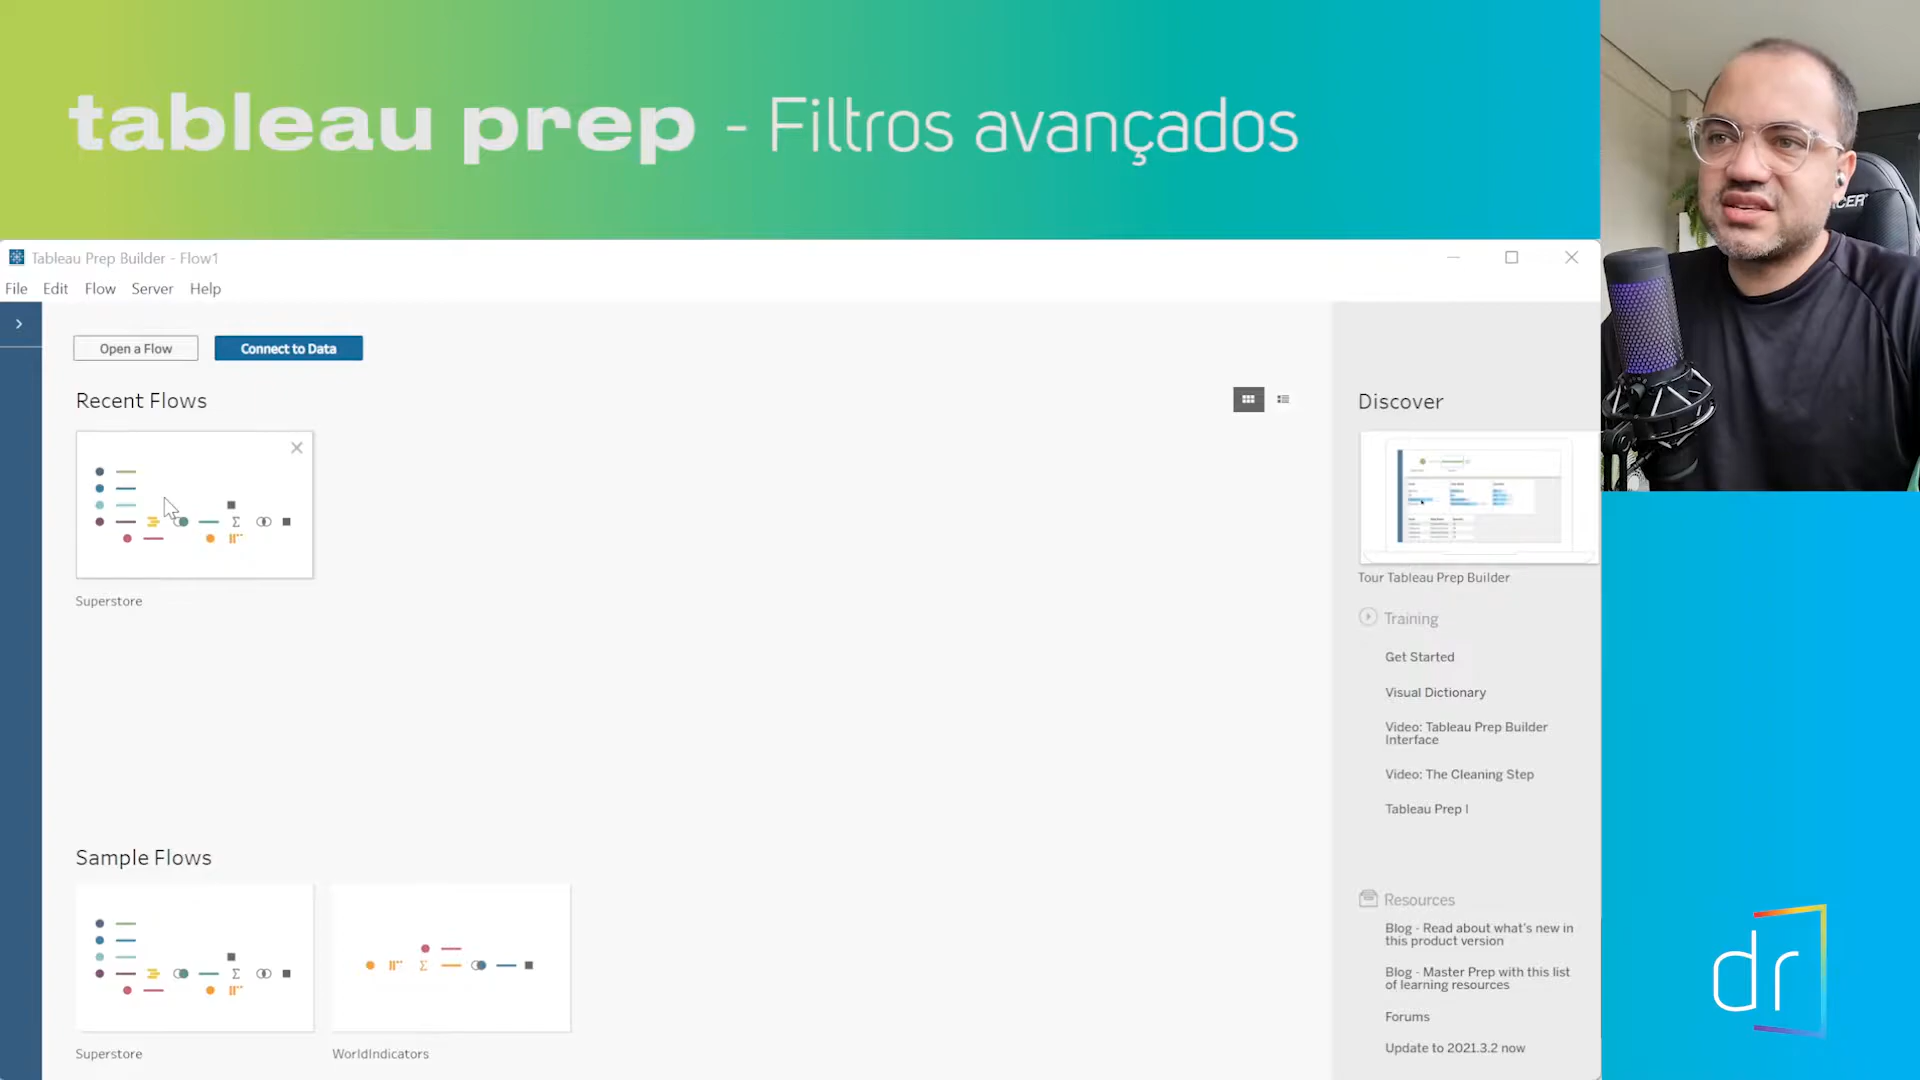 tableau prep - Filtros avançados
Tableau Prep Builder - Flow1
File Edit Flow Server Help
Open a Flow
Connect to Data
Recent Flows
Superstore
Sample Flows
Superstore
WorldIndicators
Discover
Tour Tableau Prep Builder
Training
Get Started
Visual Dictionary
Video: Tableau Prep Builder
Interface
Video: The Cleaning Step
Tableau Prep I
Resources
Blog - Read about what's new in
this product version
Blog - Master Prep with this list
of learning resources
Forums
Update to 2021.3.2 now
dr